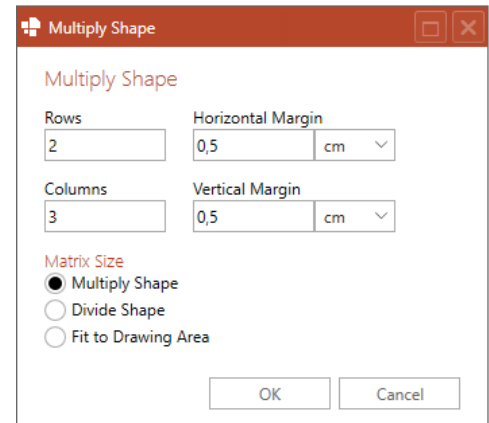 Multiply Shape
Multiply Shape
Rows Horizontal Margin
2 0,5 cm
Columns Vertical Margin
3 0,5 cm
Matrix Size
Multiply Shape
Divide Shape
Fit to Drawing Area
OK Cancel